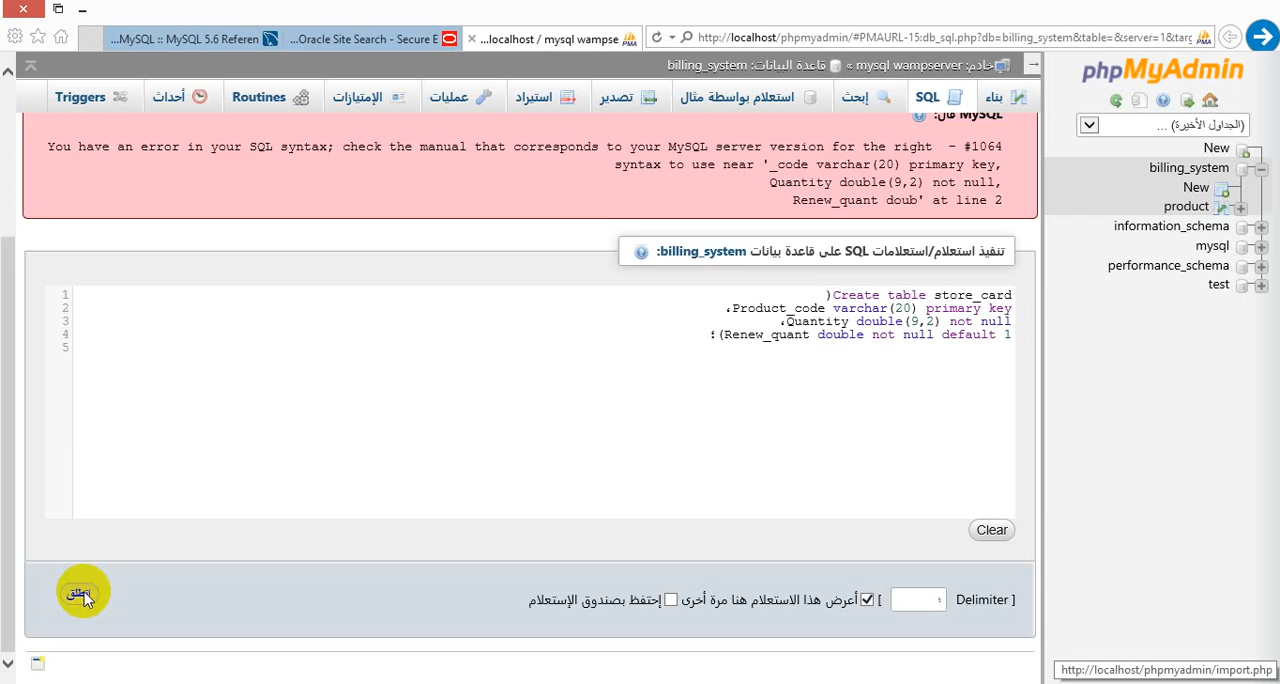 ...MySQL :: MySQL 5.6 Referen
...Oracle Site Search - Secure E
...localhost / mysql wampse
http://localhost/phpmyadmin/#PMAURL-15:db_sql.php?db=billing_system&table=&server=1&targ
phpMyAdmin
خادم: mysql wampserver » قاعدة البيانات: billing_system
بناء
SQL
إبحث
استعلام بواسطة مثال
تصدير
استيراد
عمليات
الإمتيازات
Routines
أحداث
Triggers
(الجداول الأخيرة) ...
New
billing_system
New
product
information_schema
mysql
performance_schema
test
MySQL قال:
You have an error in your SQL syntax; check the manual that corresponds to your MySQL server version for the right - #1064
syntax to use near '_code varchar(20) primary key,
Quantity double(9,2) not null,
Renew_quant doub' at line 2
تنفيذ استعلام/استعلامات SQL على قاعدة بيانات billing_system:
1
2
3
4
5
(Create table store_card
،Product_code varchar(20) primary key
،Quantity double(9,2) not null
؛(Renew_quant double not null default 1
Clear
[ Delimiter
] أعرض هذا الاستعلام هنا مرة أخرى
إحتفظ بصندوق الإستعلام
http://localhost/phpmyadmin/import.php